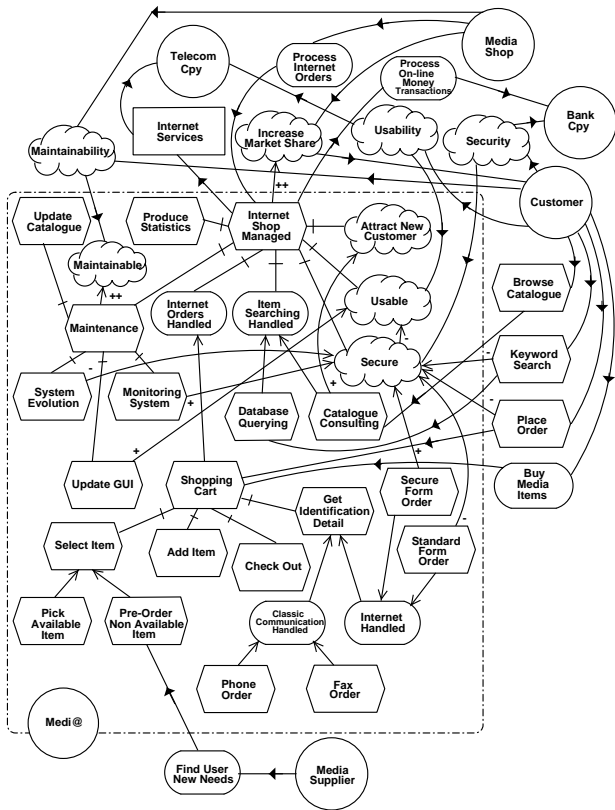 Media
Shop
Telecom
Cpy
Process
Internet
Orders
Process
On-line
Money
Transactions
Bank
Cpy
Internet
Services
Increase
Market Share
Usability
Security
Maintainability
++
Customer
Update
Catalogue
Produce
Statistics
Internet
Shop
Managed
Attract New
Customer
Maintainable
++
Internet
Orders
Handled
Item
Searching
Handled
Usable
Browse
Catalogue
Maintenance
-
Secure
-
Keyword
Search
-
System
Evolution
Monitoring
System
+
+
Database
Querying
Catalogue
Consulting
-
Place
Order
+
+
Update GUI
Shopping
Cart
Get
Identification
Detail
Secure
Form
Order
Buy
Media
Items
-
Select Item
Add Item
Check Out
Standard
Form
Order
Pick
Available
Item
Pre-Order
Non Available
Item
Classic
Communication
Handled
Internet
Handled
Phone
Order
Fax
Order
Medi@
Find User
New Needs
Media
Supplier